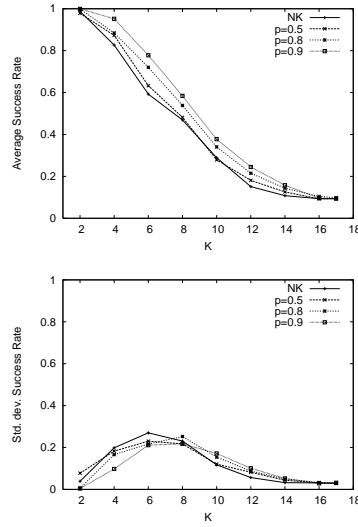 Average Success Rate
1
0.8
0.6
0.4
0.2
0
2 4 6 8 10 12 14 16 18
K
NK
p=0.5
p=0.8
p=0.9
Std. dev. Success Rate
1
0.8
0.6
0.4
0.2
0
2 4 6 8 10 12 14 16 18
K
NK
p=0.5
p=0.8
p=0.9